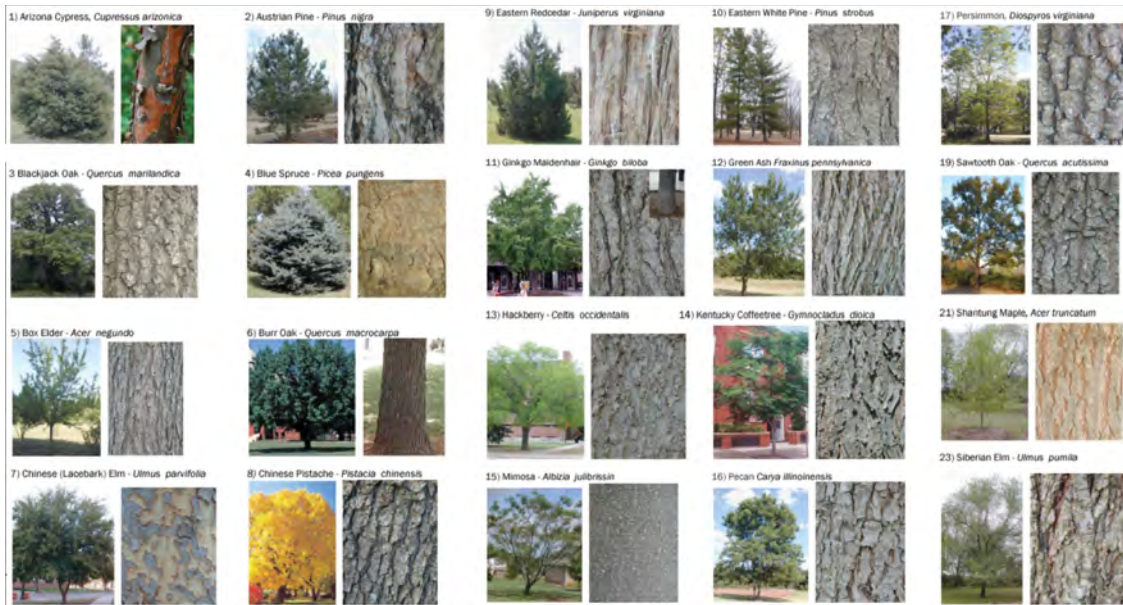 1) Arizona Cypress, Cupressus arizonica
2) Austrian Pine - Pinus nigra
9) Eastern Redcedar - Juniperus virginiana
10) Eastern White Pine - Pinus strobus
17) Persimmon, Diospyros virginiana
3 Blackjack Oak - Quercus marilandica
4) Blue Spruce - Picea pungens
11) Ginkgo Maidenhair - Ginkgo biloba
12) Green Ash Fraxinus pennsylvanica
19) Sawtooth Oak - Quercus acutissima
5) Box Elder - Acer negundo
6) Burr Oak - Quercus macrocarpa
13) Hackberry - Celtis occidentalis
14) Kentucky Coffeetree - Gymnocladus dioica
21) Shantung Maple, Acer truncatum
7) Chinese (Lacebark) Elm - Ulmus parvifolia
8) Chinese Pistache - Pistacia chinensis
15) Mimosa - Albizia julibrissin
16) Pecan Carya illinoinensis
23) Siberian Elm - Ulmus pumila